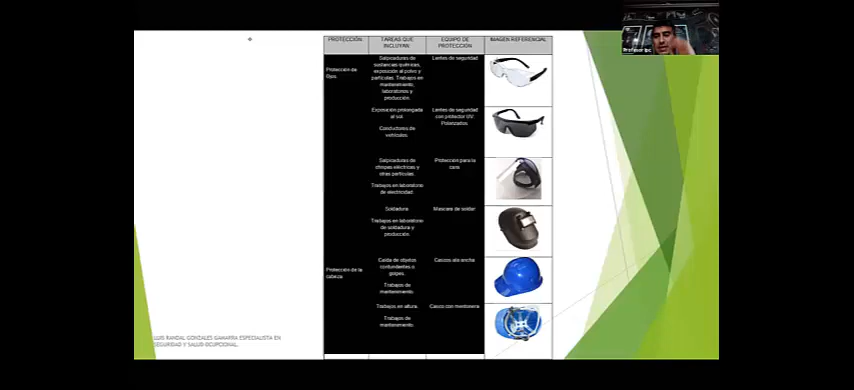 PROTECCIÓN TAREAS QUE INCLUYAN EQUIPO DE PROTECCIÓN IMAGEN REFERENCIAL
Protección de Ojos.
Salpicaduras de
sustancias químicas,
exposición al polvo y
partículas. Trabajos en
mantenimiento,
laboratorios y
producción.
Lentes de seguridad
Exposición prolongada
al sol.
Conductores de
vehículos.
Lentes de seguridad
con protector UV.
Polarizados.
Salpicaduras de
chispas eléctricas y
otras partículas.
Trabajos en laboratorio
de electricidad.
Protección para la
cara
Soldadura
Trabajos en laboratorio
de soldadura y
producción.
Mascara de soldar
Protección de la
cabeza
Caída de objetos
contundentes o
golpes.
Trabajos de
mantenimiento.
Cascos ala ancha
Trabajos en altura.
Trabajos de
mantenimiento.
Casco con mentonera
LUIS RANDAL GONZALES GAMARRA ESPECIALISTA EN
SEGURIDAD Y SALUD OCUPACIONAL.